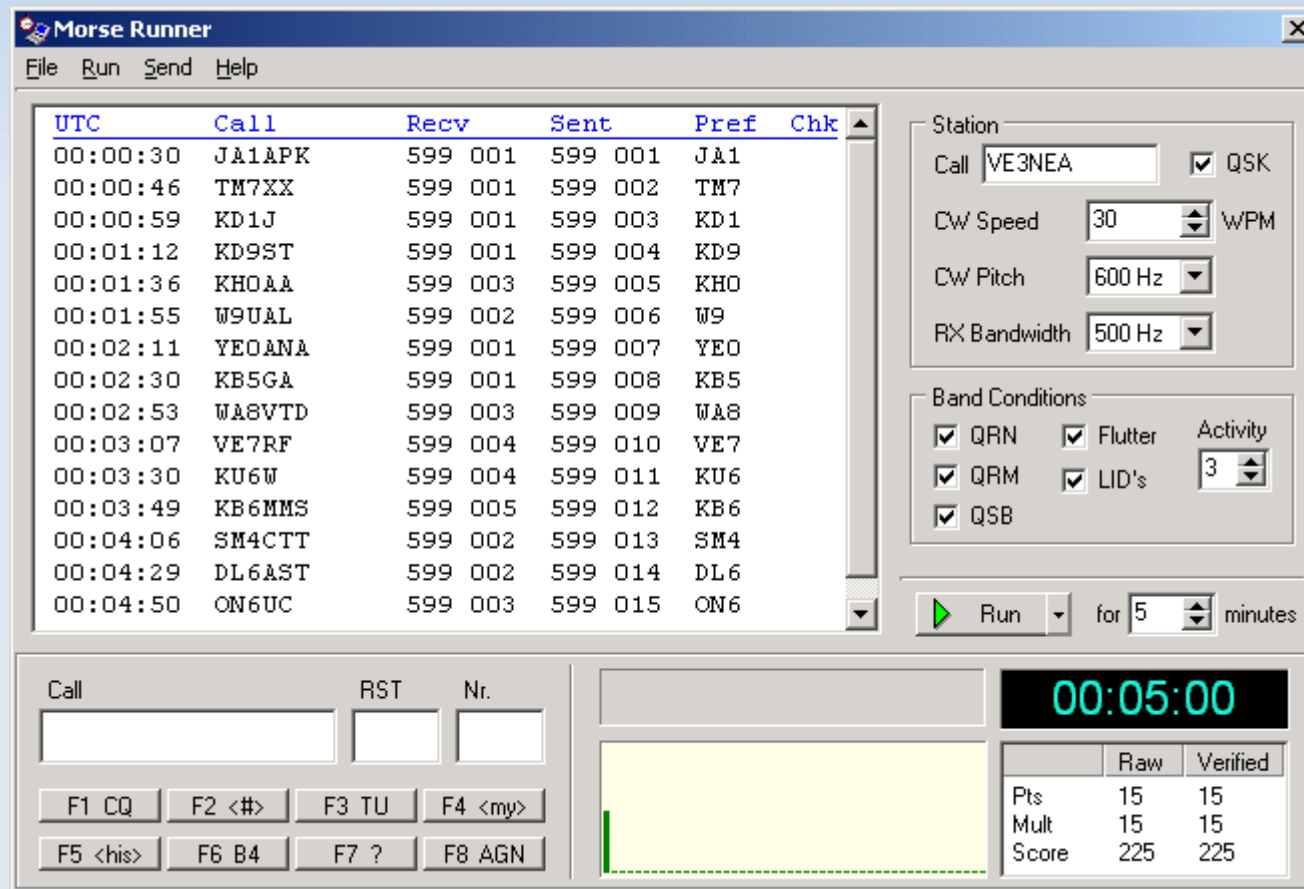 Morse Runner
File Run Send Help
UTC Call Recv Sent Pref Chk
00:00:30 JA1APK 599 001 599 001 JA1
00:00:46 TM7XX 599 001 599 002 TM7
00:00:59 KD1J 599 001 599 003 KD1
00:01:12 KD9ST 599 001 599 004 KD9
00:01:36 KH0AA 599 003 599 005 KH0
00:01:55 W9UAL 599 002 599 006 W9
00:02:11 YE0ANA 599 001 599 007 YE0
00:02:30 KB5GA 599 001 599 008 KB5
00:02:53 WA8VTD 599 003 599 009 WA8
00:03:07 VE7RF 599 004 599 010 VE7
00:03:30 KU6W 599 004 599 011 KU6
00:03:49 KB6MMS 599 005 599 012 KB6
00:04:06 SM4CTT 599 002 599 013 SM4
00:04:29 DL6AST 599 002 599 014 DL6
00:04:50 ON6UC 599 003 599 015 ON6
Station
Call VE3NEA QSK
CW Speed 30 WPM
CW Pitch 600 Hz
RX Bandwidth 500 Hz
Band Conditions
QRN Flutter Activity
QRM LID's 3
QSB
Run for 5 minutes
Call RST Nr.
F1 CQ F2 <#> F3 TU F4 <my>
F5 <his> F6 B4 F7 ? F8 AGN
00:05:00
Raw Verified
Pts 15 15
Mult 15 15
Score 225 225